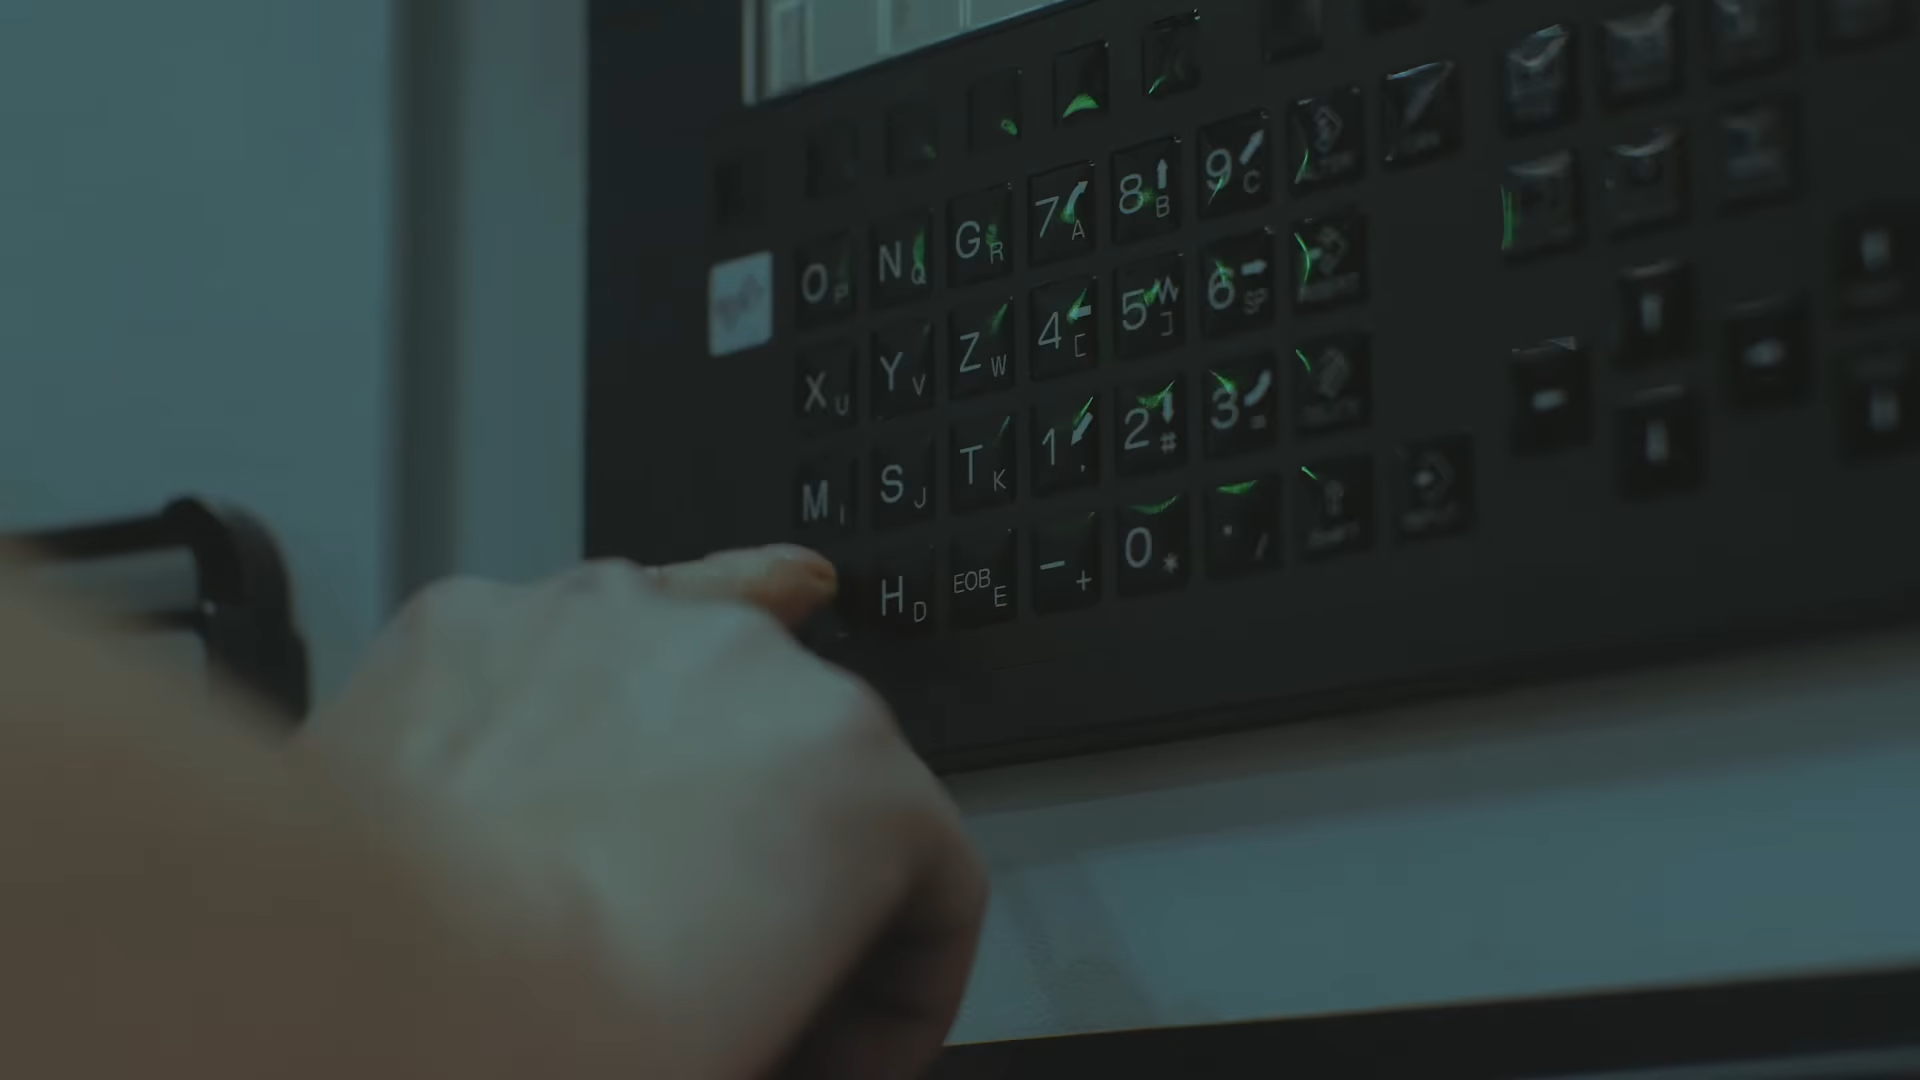 O P N Q G R 7 A 8 B 9 C
X U Y V Z W 4 [ 5 ] 6 SP
M I S J T K 1 , 2 # 3 =
H D EOB E - + 0 * . /